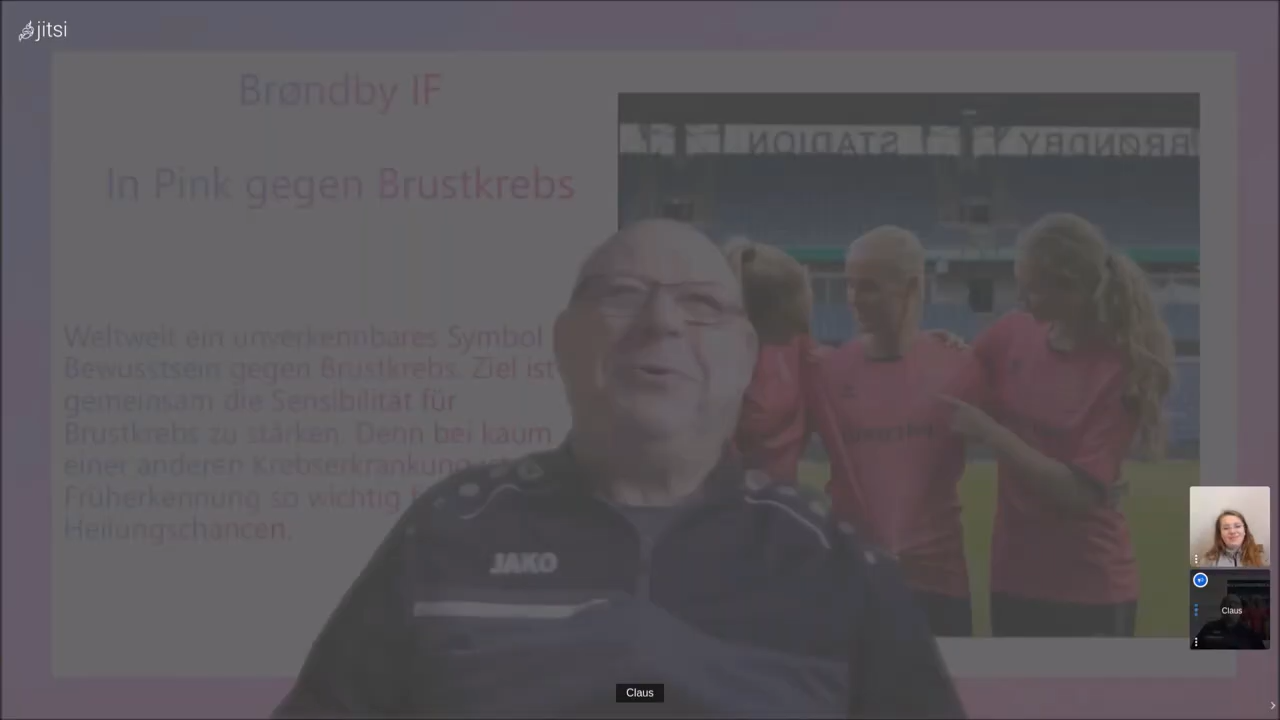 jitsi
Brøndby IF
In Pink gegen Brustkrebs
BRØNDBY STADION
Weltweit ein unverkennbares Symbol
Bewusstsein gegen Brustkrebs. Ziel ist
gemeinsam die Sensibilität für
Brustkrebs zu stärken. Denn bei kaum
einer anderen Krebserkrankung
Früherkennung so wichtig
Heilungschancen.
JAKO
Claus
Claus